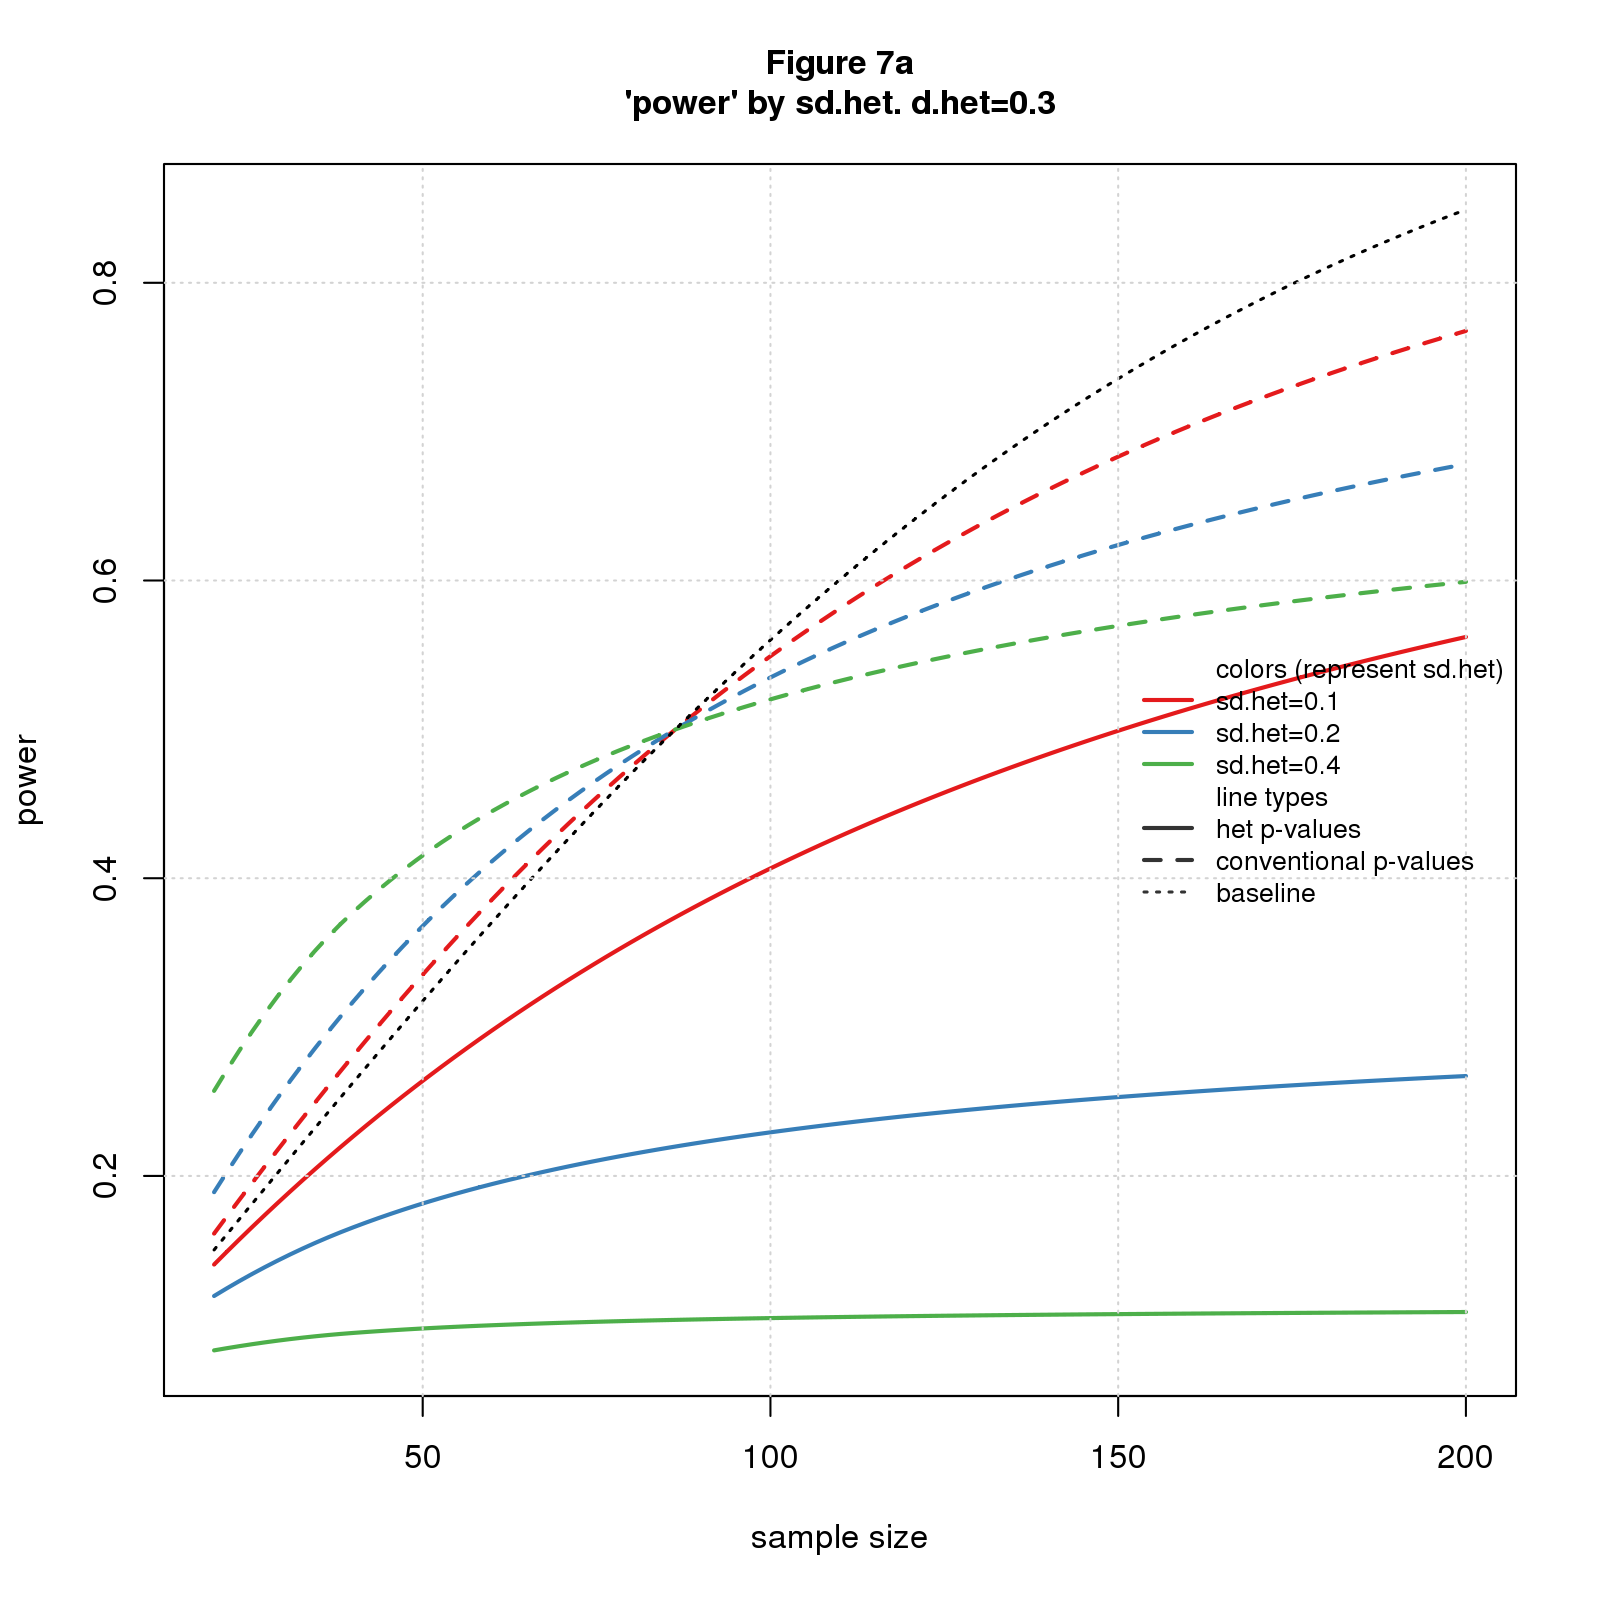 Figure 7a
'power' by sd.het. d.het=0.3
power
0.8
0.6
0.4
0.2
colors (represent sd.het)
sd.het=0.1
sd.het=0.2
sd.het=0.4
line types
het p-values
conventional p-values
baseline
50 100 150 200
sample size